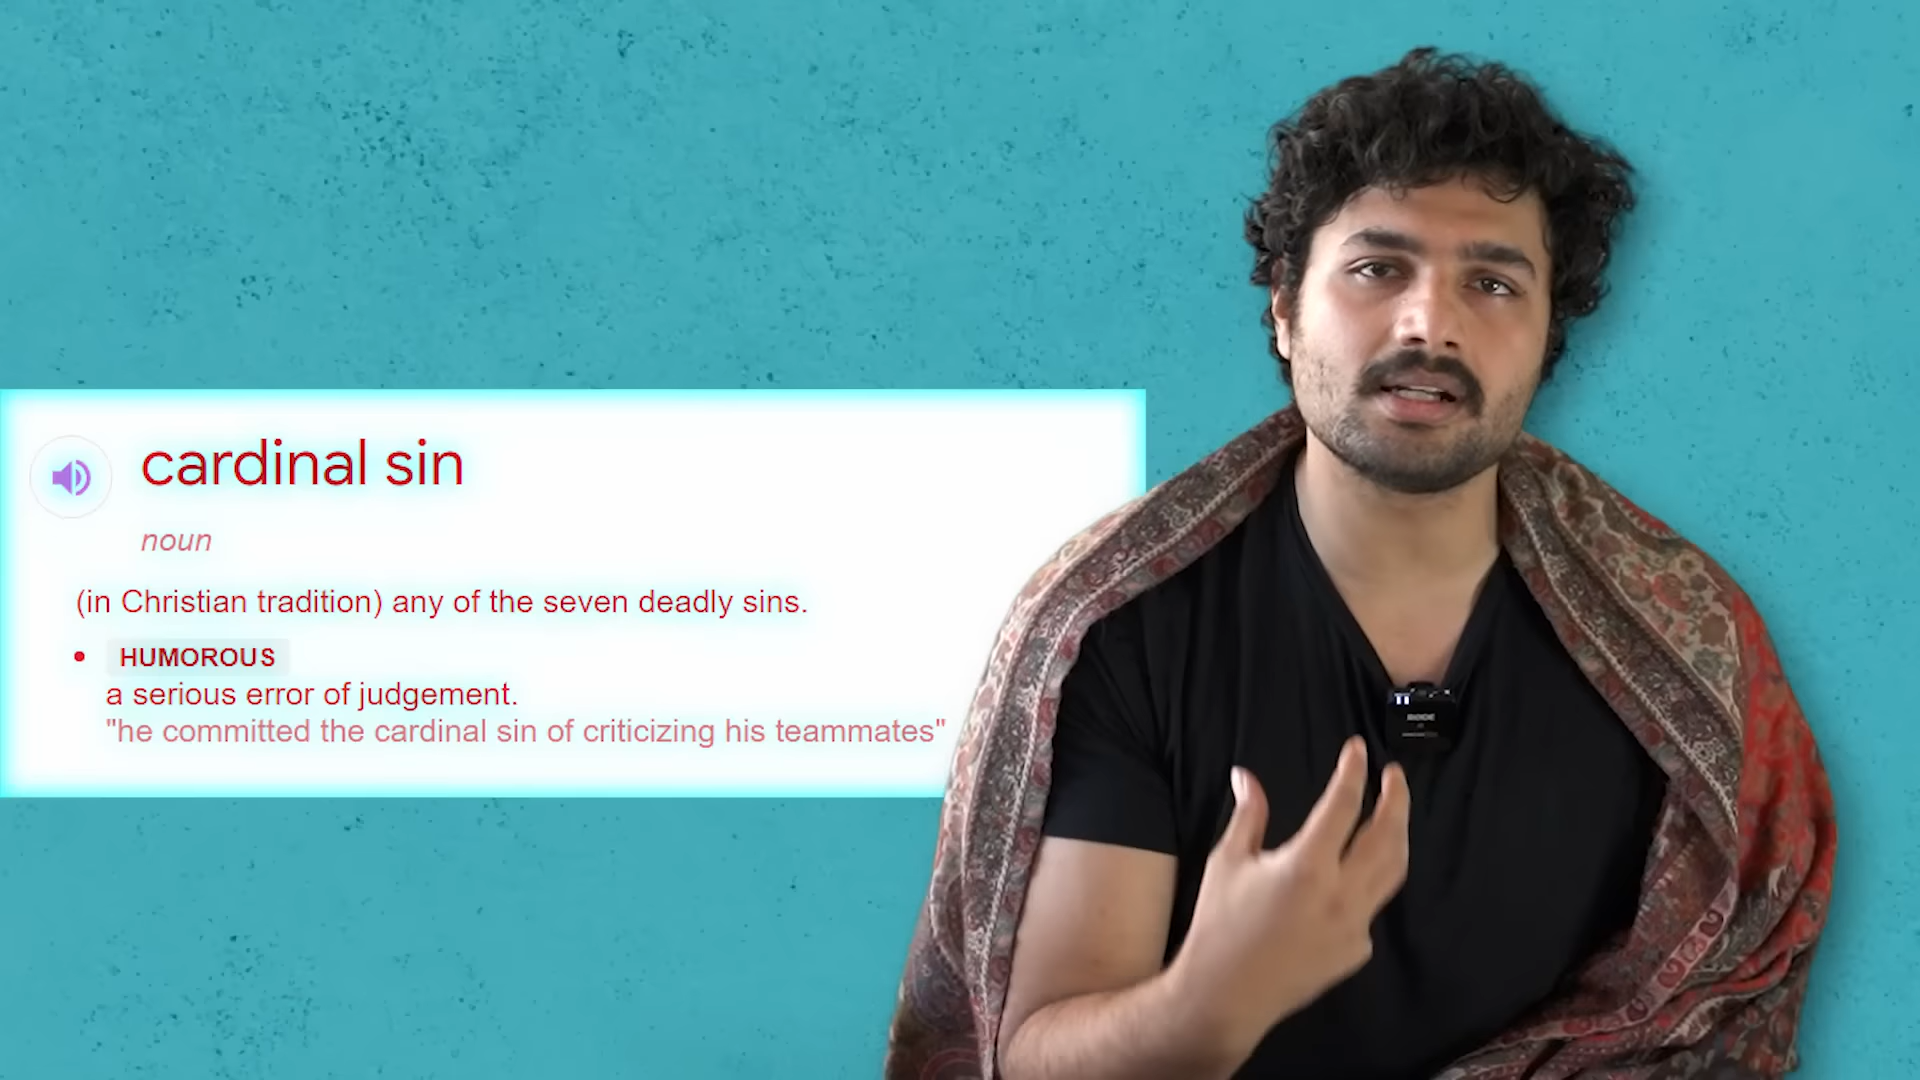 cardinal sin
noun
(in Christian tradition) any of the seven deadly sins.
HUMOROUS
a serious error of judgement.
"he committed the cardinal sin of criticizing his teammates"
RODE